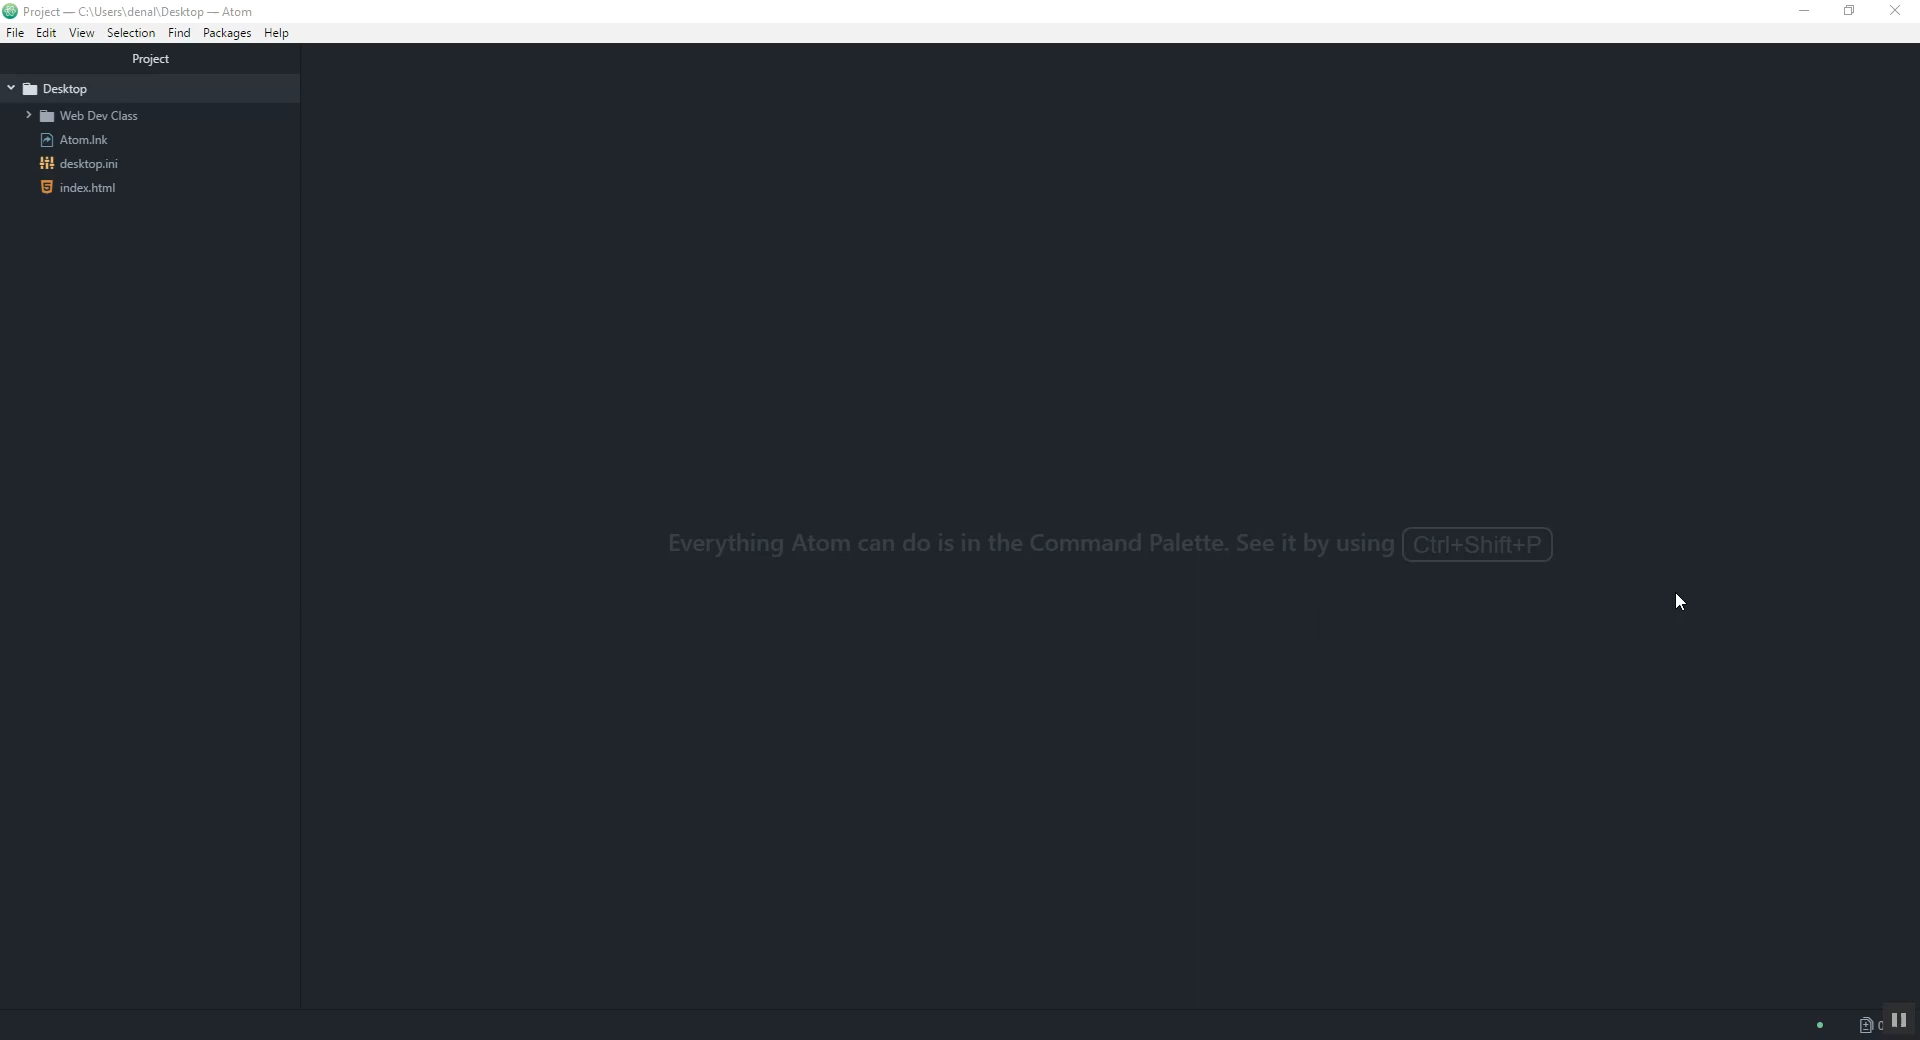 Project — C:\Users\denal\Desktop — Atom
File Edit View Selection Find Packages Help
Project
Desktop
Web Dev Class
Atom.lnk
desktop.ini
index.html
Everything Atom can do is in the Command Palette. See it by using Ctrl+Shift+P
0